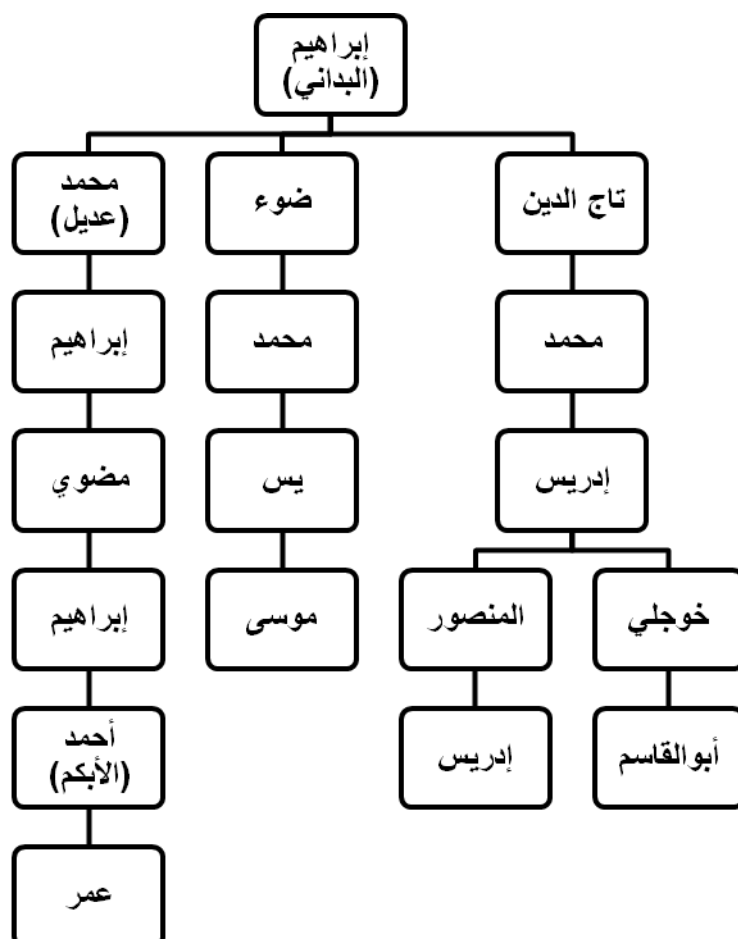 إبراهيم
(البداني)
تاج الدين
ضوء
محمد
(عديل)
محمد
محمد
إبراهيم
إدريس
يس
مضوي
خوجلي
المنصور
موسى
إبراهيم
أبوالقاسم
إدريس
أحمد
(الأبكم)
عمر